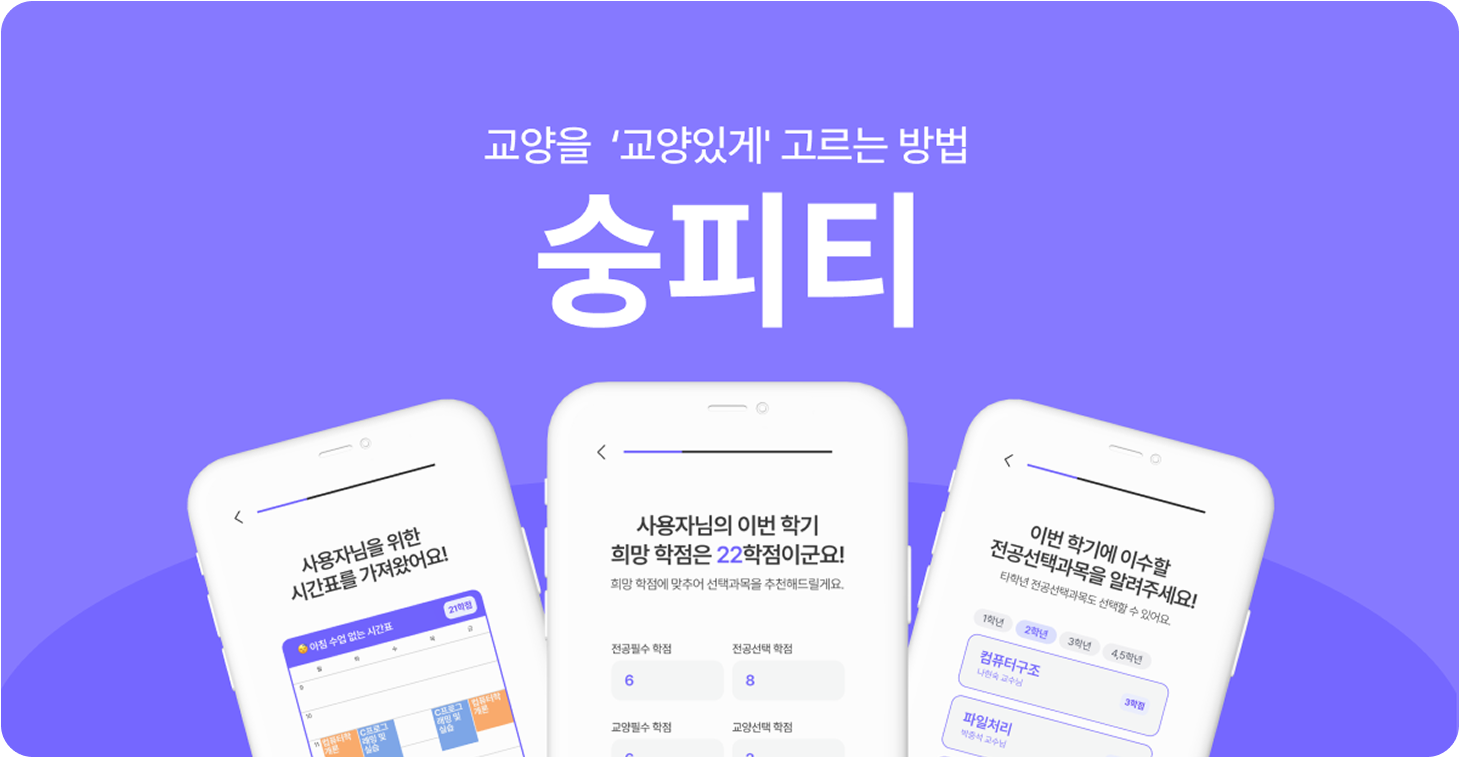 교양을 ‘교양있게' 고르는 방법
숭피티
사용자님을 위한
시간표를 가져왔어요!
아침 수업 없는 시간표
21학점
월
화
수
목
금
9
10
11
컴퓨터학
개론
C프로그
래밍 및
실습
C프로그
래밍 및
실습
컴퓨터학
개론
사용자님의 이번 학기
희망 학점은 22학점이군요!
희망 학점에 맞추어 선택과목을 추천해드릴게요.
전공필수 학점
전공선택 학점
6
8
교양필수 학점
교양선택 학점
이번 학기에 이수할
전공선택과목을 알려주세요!
타학년 전공선택과목도 선택할 수 있어요.
1학년
2학년
3학년
4,5학년
컴퓨터구조
나현숙 교수님
3학점
파일처리
박중석 교수님